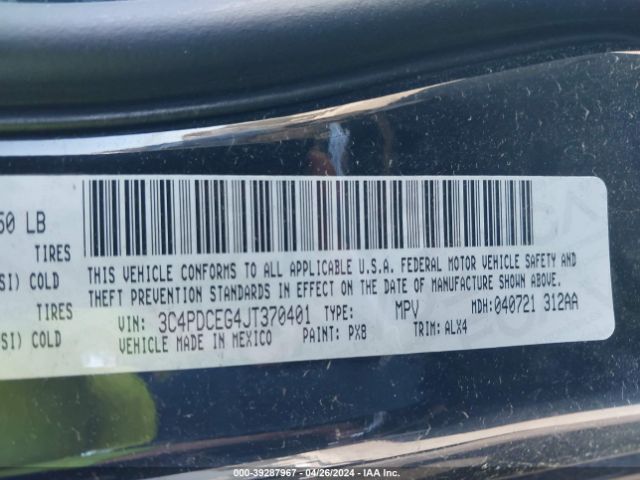 50 LB
TIRES
SI) COLD
TIRES
SI) COLD
THIS VEHICLE CONFORMS TO ALL APPLICABLE U.S.A. FEDERAL MOTOR VEHICLE SAFETY AND
THEFT PREVENTION STANDARDS IN EFFECT ON THE DATE OF MANUFACTURE SHOWN ABOVE.
VIN: 3C4PDCEG4JT370401 TYPE: MPV MDH: 040721 312AA
VEHICLE MADE IN MEXICO PAINT: PX8 TRIM: ALX4
000-39287967 - 04/26/2024 - IAA Inc.